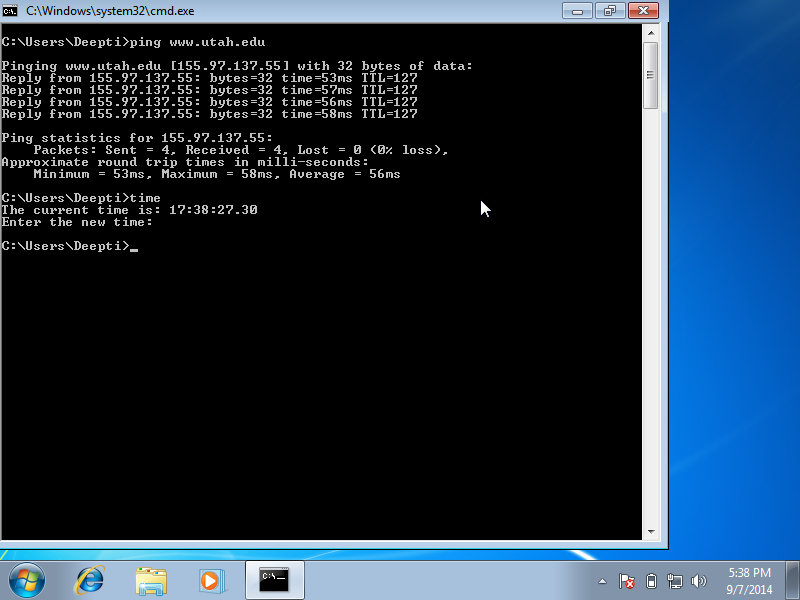 C:\Windows\system32\cmd.exe
C:\Users\Deepti>ping www.utah.edu
Pinging www.utah.edu [155.97.137.55] with 32 bytes of data:
Reply from 155.97.137.55: bytes=32 time=53ms TTL=127
Reply from 155.97.137.55: bytes=32 time=57ms TTL=127
Reply from 155.97.137.55: bytes=32 time=56ms TTL=127
Reply from 155.97.137.55: bytes=32 time=58ms TTL=127
Ping statistics for 155.97.137.55:
    Packets: Sent = 4, Received = 4, Lost = 0 (0% loss),
Approximate round trip times in milli-seconds:
    Minimum = 53ms, Maximum = 58ms, Average = 56ms
C:\Users\Deepti>time
The current time is: 17:38:27.30
Enter the new time:
C:\Users\Deepti>_
5:38 PM
9/7/2014